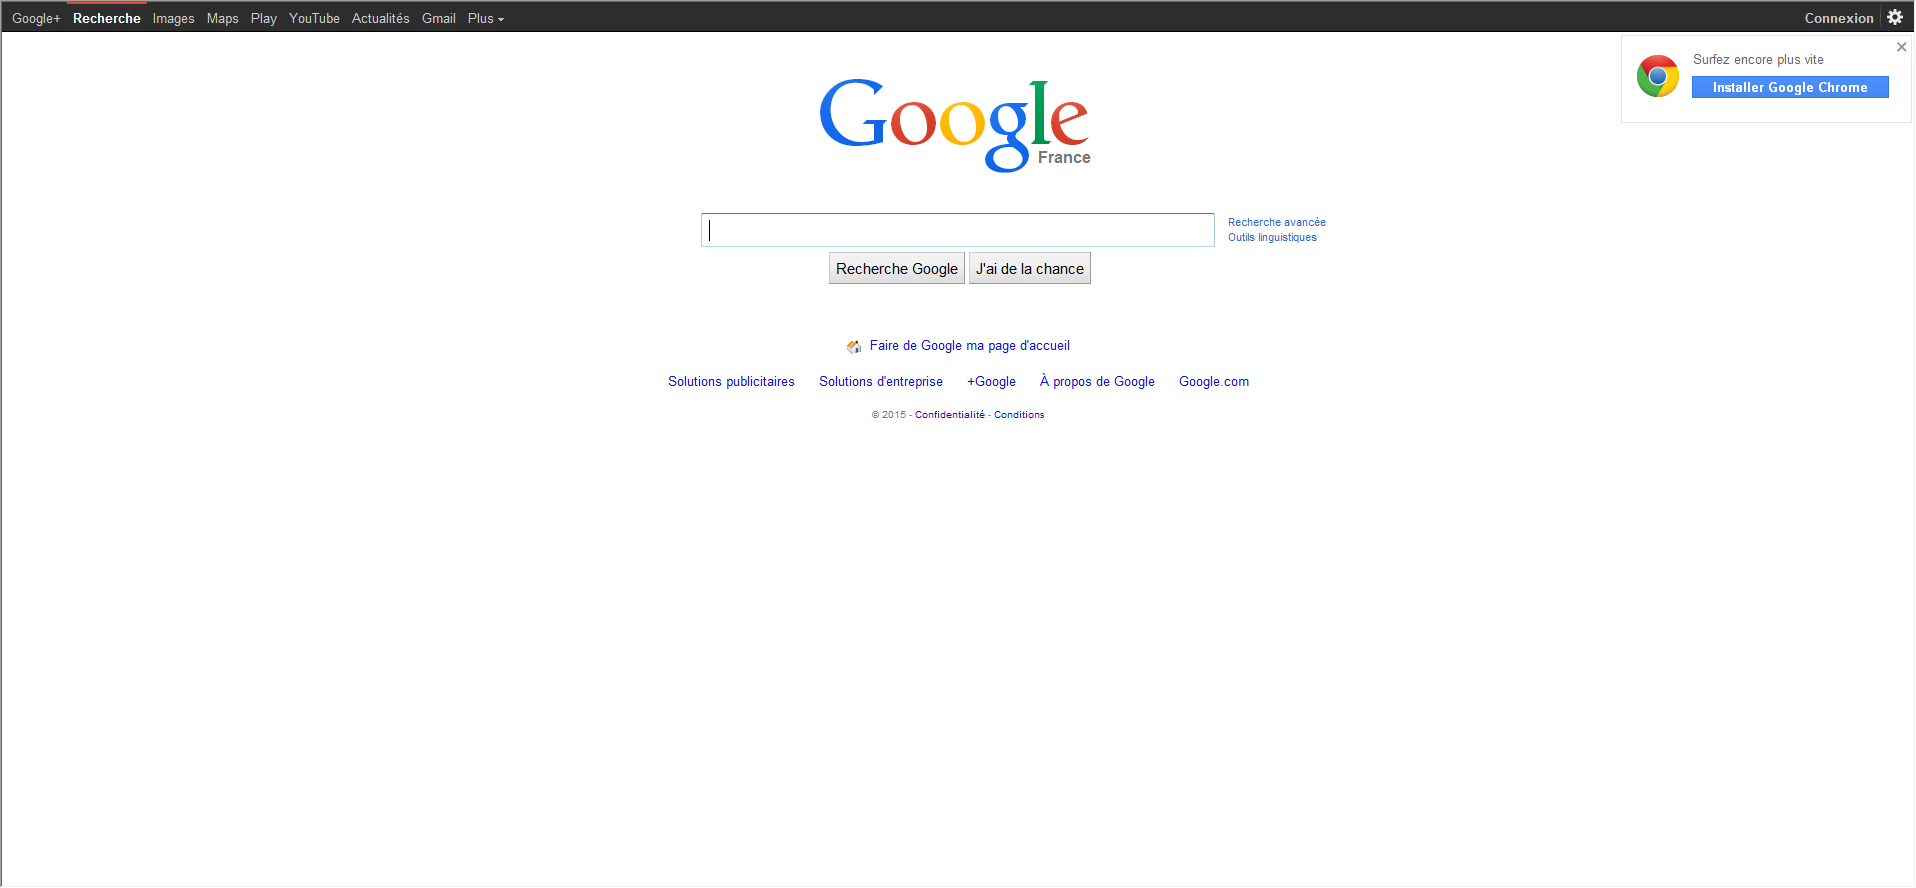 Google+ Recherche Images Maps Play YouTube Actualités Gmail Plus Connexion
Surfez encore plus vite
Installer Google Chrome
Google
France
Recherche avancée
Outils linguistiques
Recherche Google J'ai de la chance
Faire de Google ma page d'accueil
Solutions publicitaires Solutions d'entreprise +Google À propos de Google Google.com
© 2015 - Confidentialité - Conditions